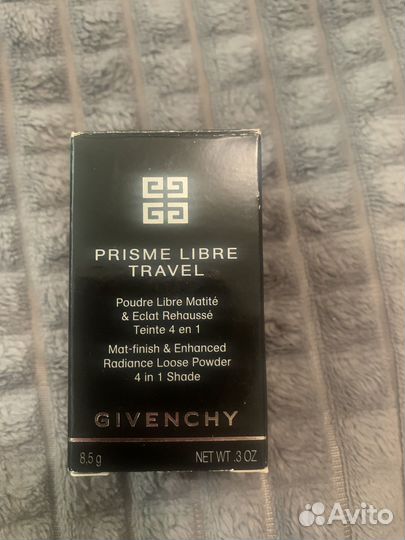 PRISME LIBRE
TRAVEL
Poudre Libre Matité
& Eclat Rehaussé
Teinte 4 en 1
Mat-finish & Enhanced
Radiance Loose Powder
4 in 1 Shade
GIVENCHY
8.5 g NET WT .3 OZ
Avito